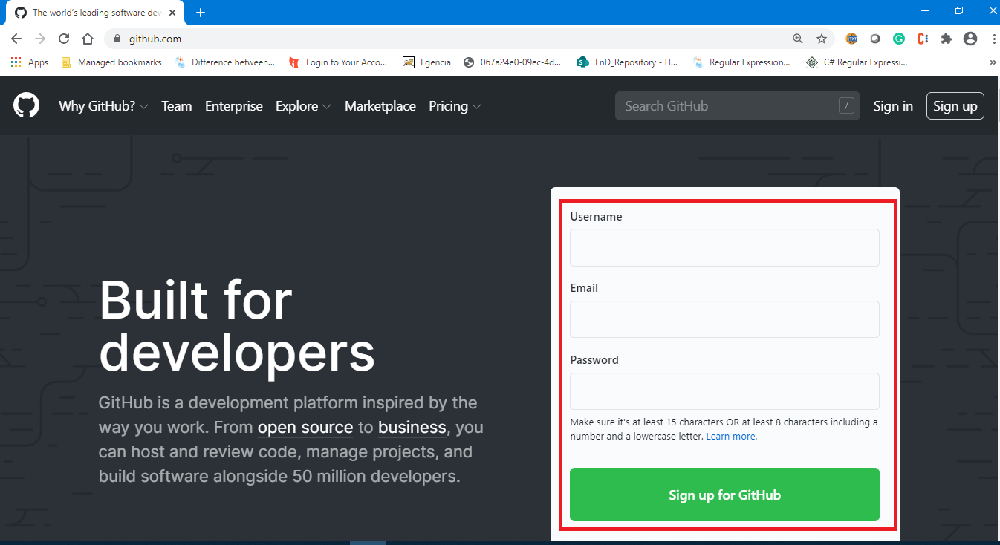 The world's leading software dev
github.com
Apps
Managed bookmarks
Difference between...
Login to Your Acco...
Egencia
067a24e0-09ec-4d...
LnD_Repository - H...
Regular Expression...
C# Regular Expressi...
»
Why GitHub?
Team
Enterprise
Explore
Marketplace
Pricing
Search GitHub
/
Sign in
Sign up
Built for
developers
GitHub is a development platform inspired by the
way you work. From open source to business, you
can host and review code, manage projects, and
build software alongside 50 million developers.
Username
Email
Password
Make sure it's at least 15 characters OR at least 8 characters including a
number and a lowercase letter. Learn more.
Sign up for GitHub